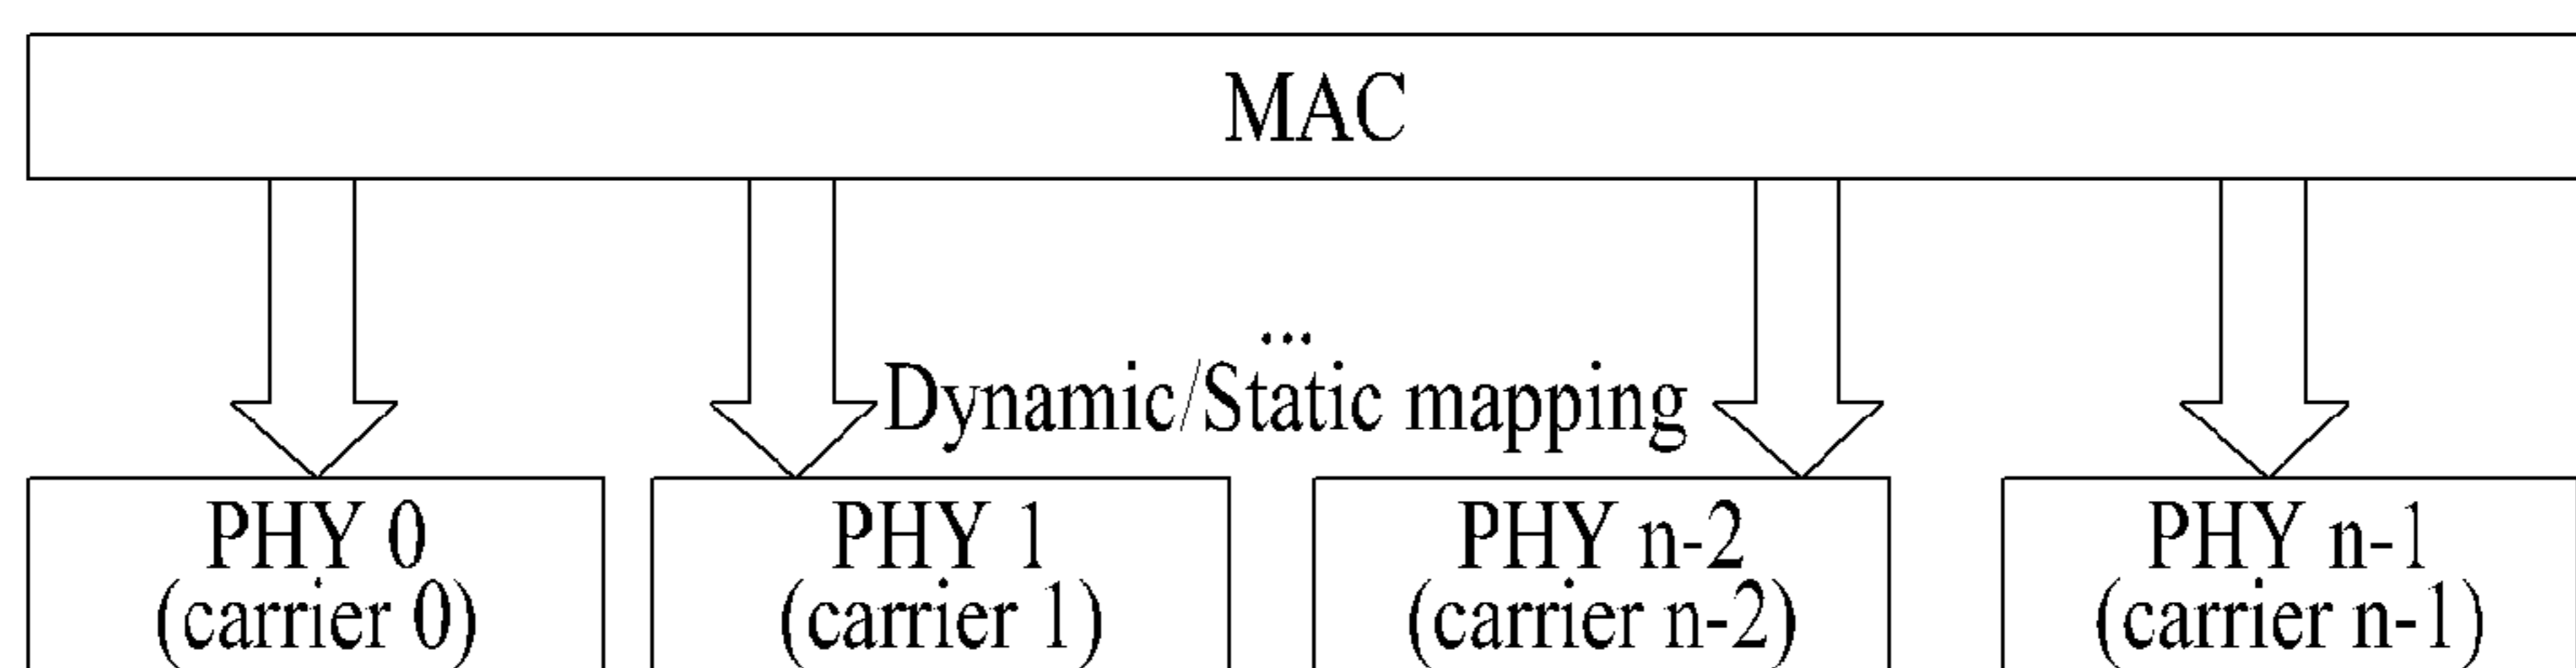 MAC
...
Dynamic/Static mapping
PHY 0
(carrier 0)
PHY 1
(carrier 1)
PHY n-2
(carrier n-2)
PHY n-1
(carrier n-1)